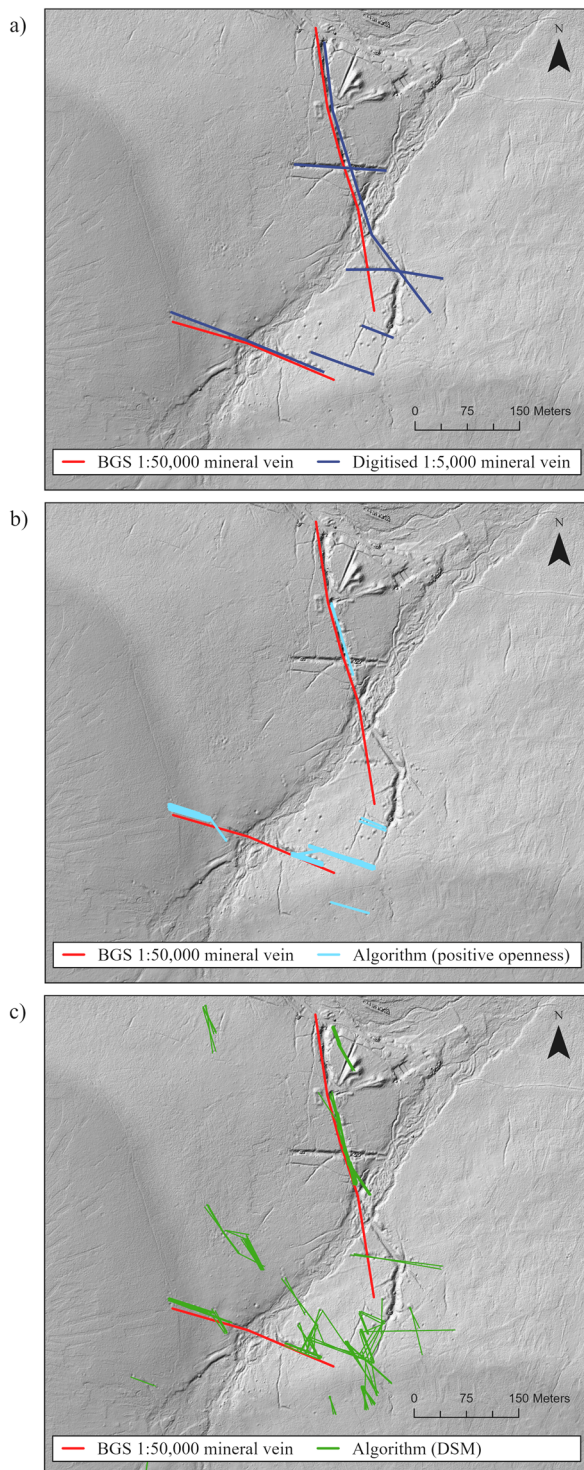 a)
N
0 75 150 Meters
BGS 1:50,000 mineral vein Digitised 1:5,000 mineral vein
b)
N
BGS 1:50,000 mineral vein Algorithm (positive openness)
c)
N
0 75 150 Meters
BGS 1:50,000 mineral vein Algorithm (DSM)